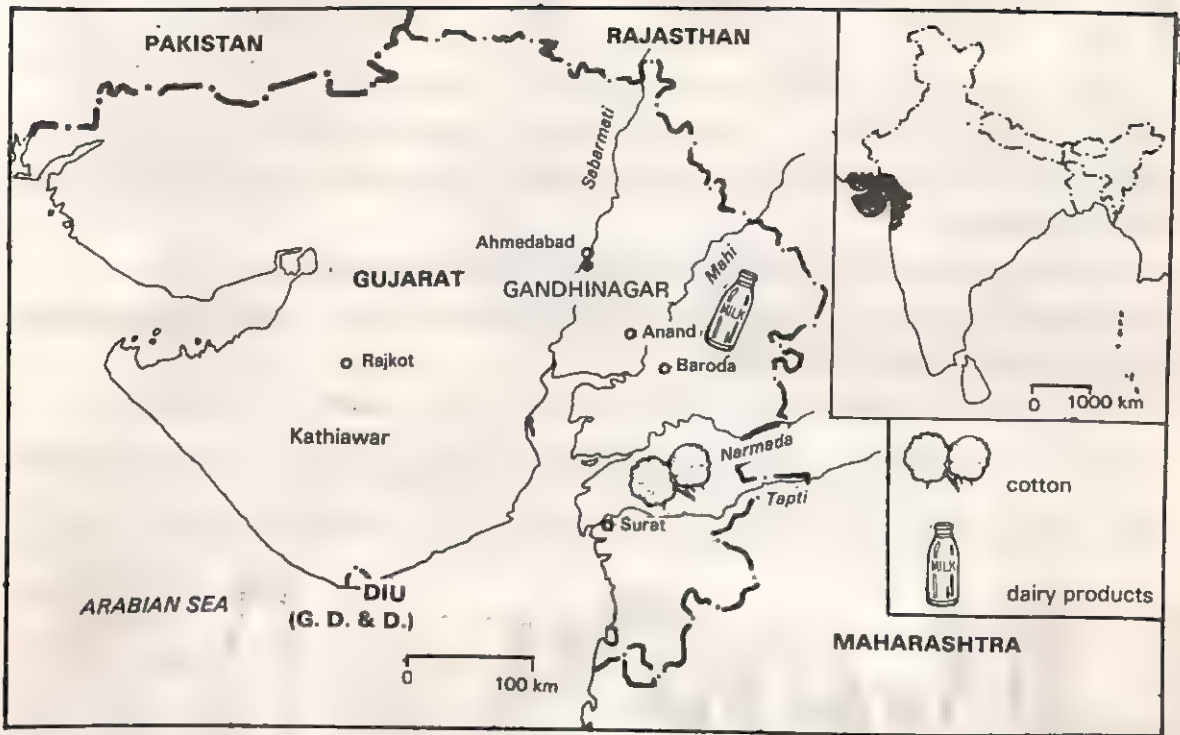 PAKISTAN
RAJASTHAN
Sabarmati
Ahmedabad
GUJARAT
GANDHINAGAR
Mahi
MILK
Anand
Rajkot
Baroda
Kathiawar
Narmada
Tapti
Surat
DIU
(G. D. & D.)
ARABIAN SEA
0 100 km
MAHARASHTRA
0 1000 km
cotton
MILK
dairy products